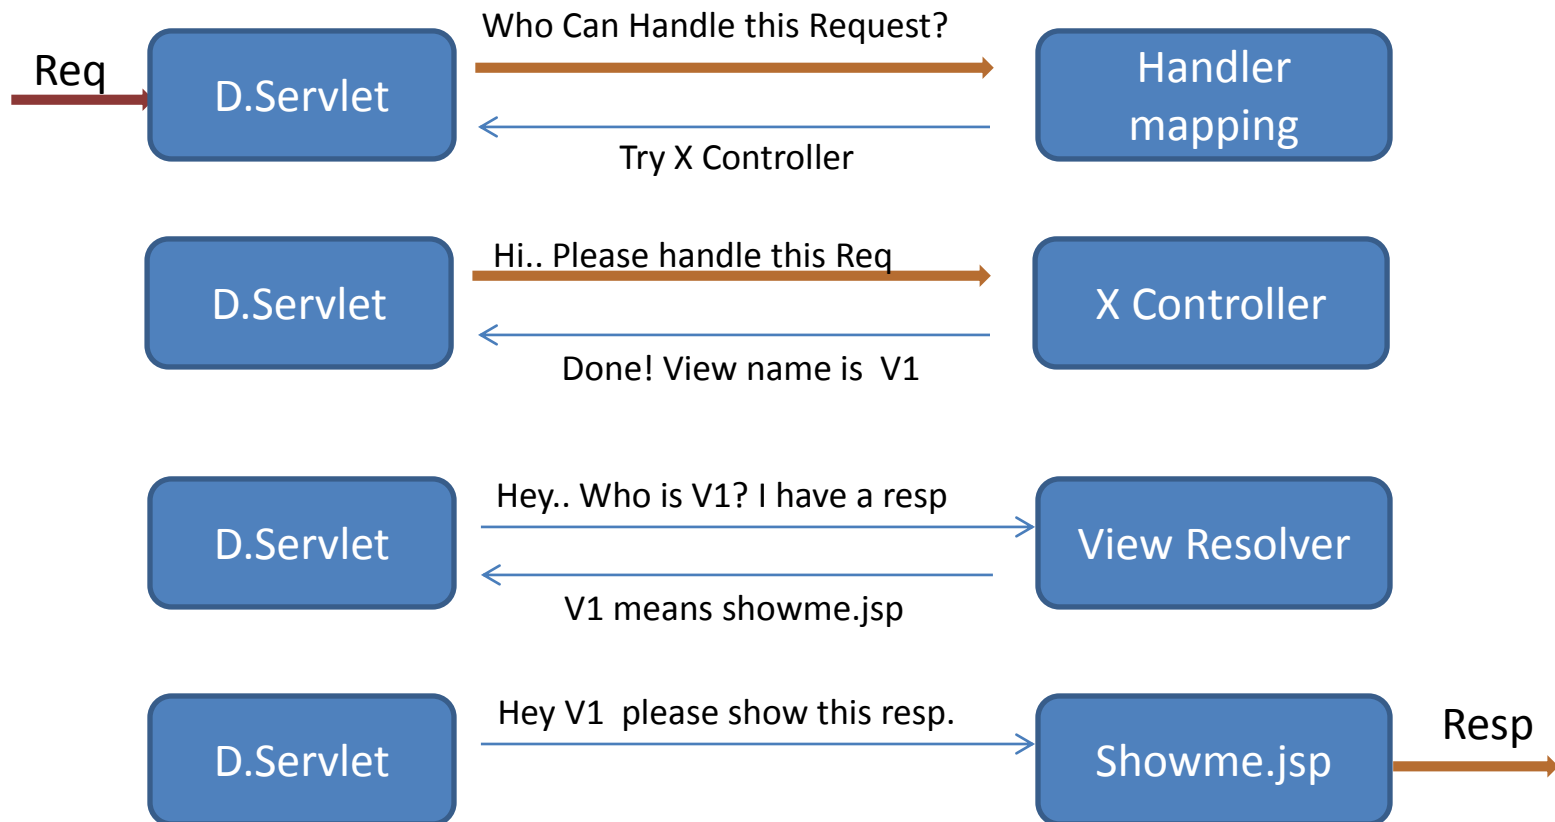 Who Can Handle this Request?
Req
D.Servlet
Handler
mapping
Try X Controller
Hi.. Please handle this Req
D.Servlet
X Controller
Done! View name is  V1
Hey.. Who is V1? I have a resp
D.Servlet
View Resolver
V1 means showme.jsp
Hey V1  please show this resp.
Resp
D.Servlet
Showme.jsp